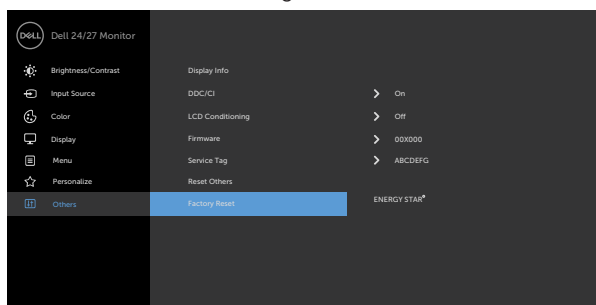 DELL Dell 24/27 Monitor
Brightness/Contrast Display Info
Input Source DDC/CI On
Color LCD Conditioning Off
Display Firmware 00X000
Menu Service Tag ABCDEFG
Personalize Reset Others
Others Factory Reset ENERGY STAR®